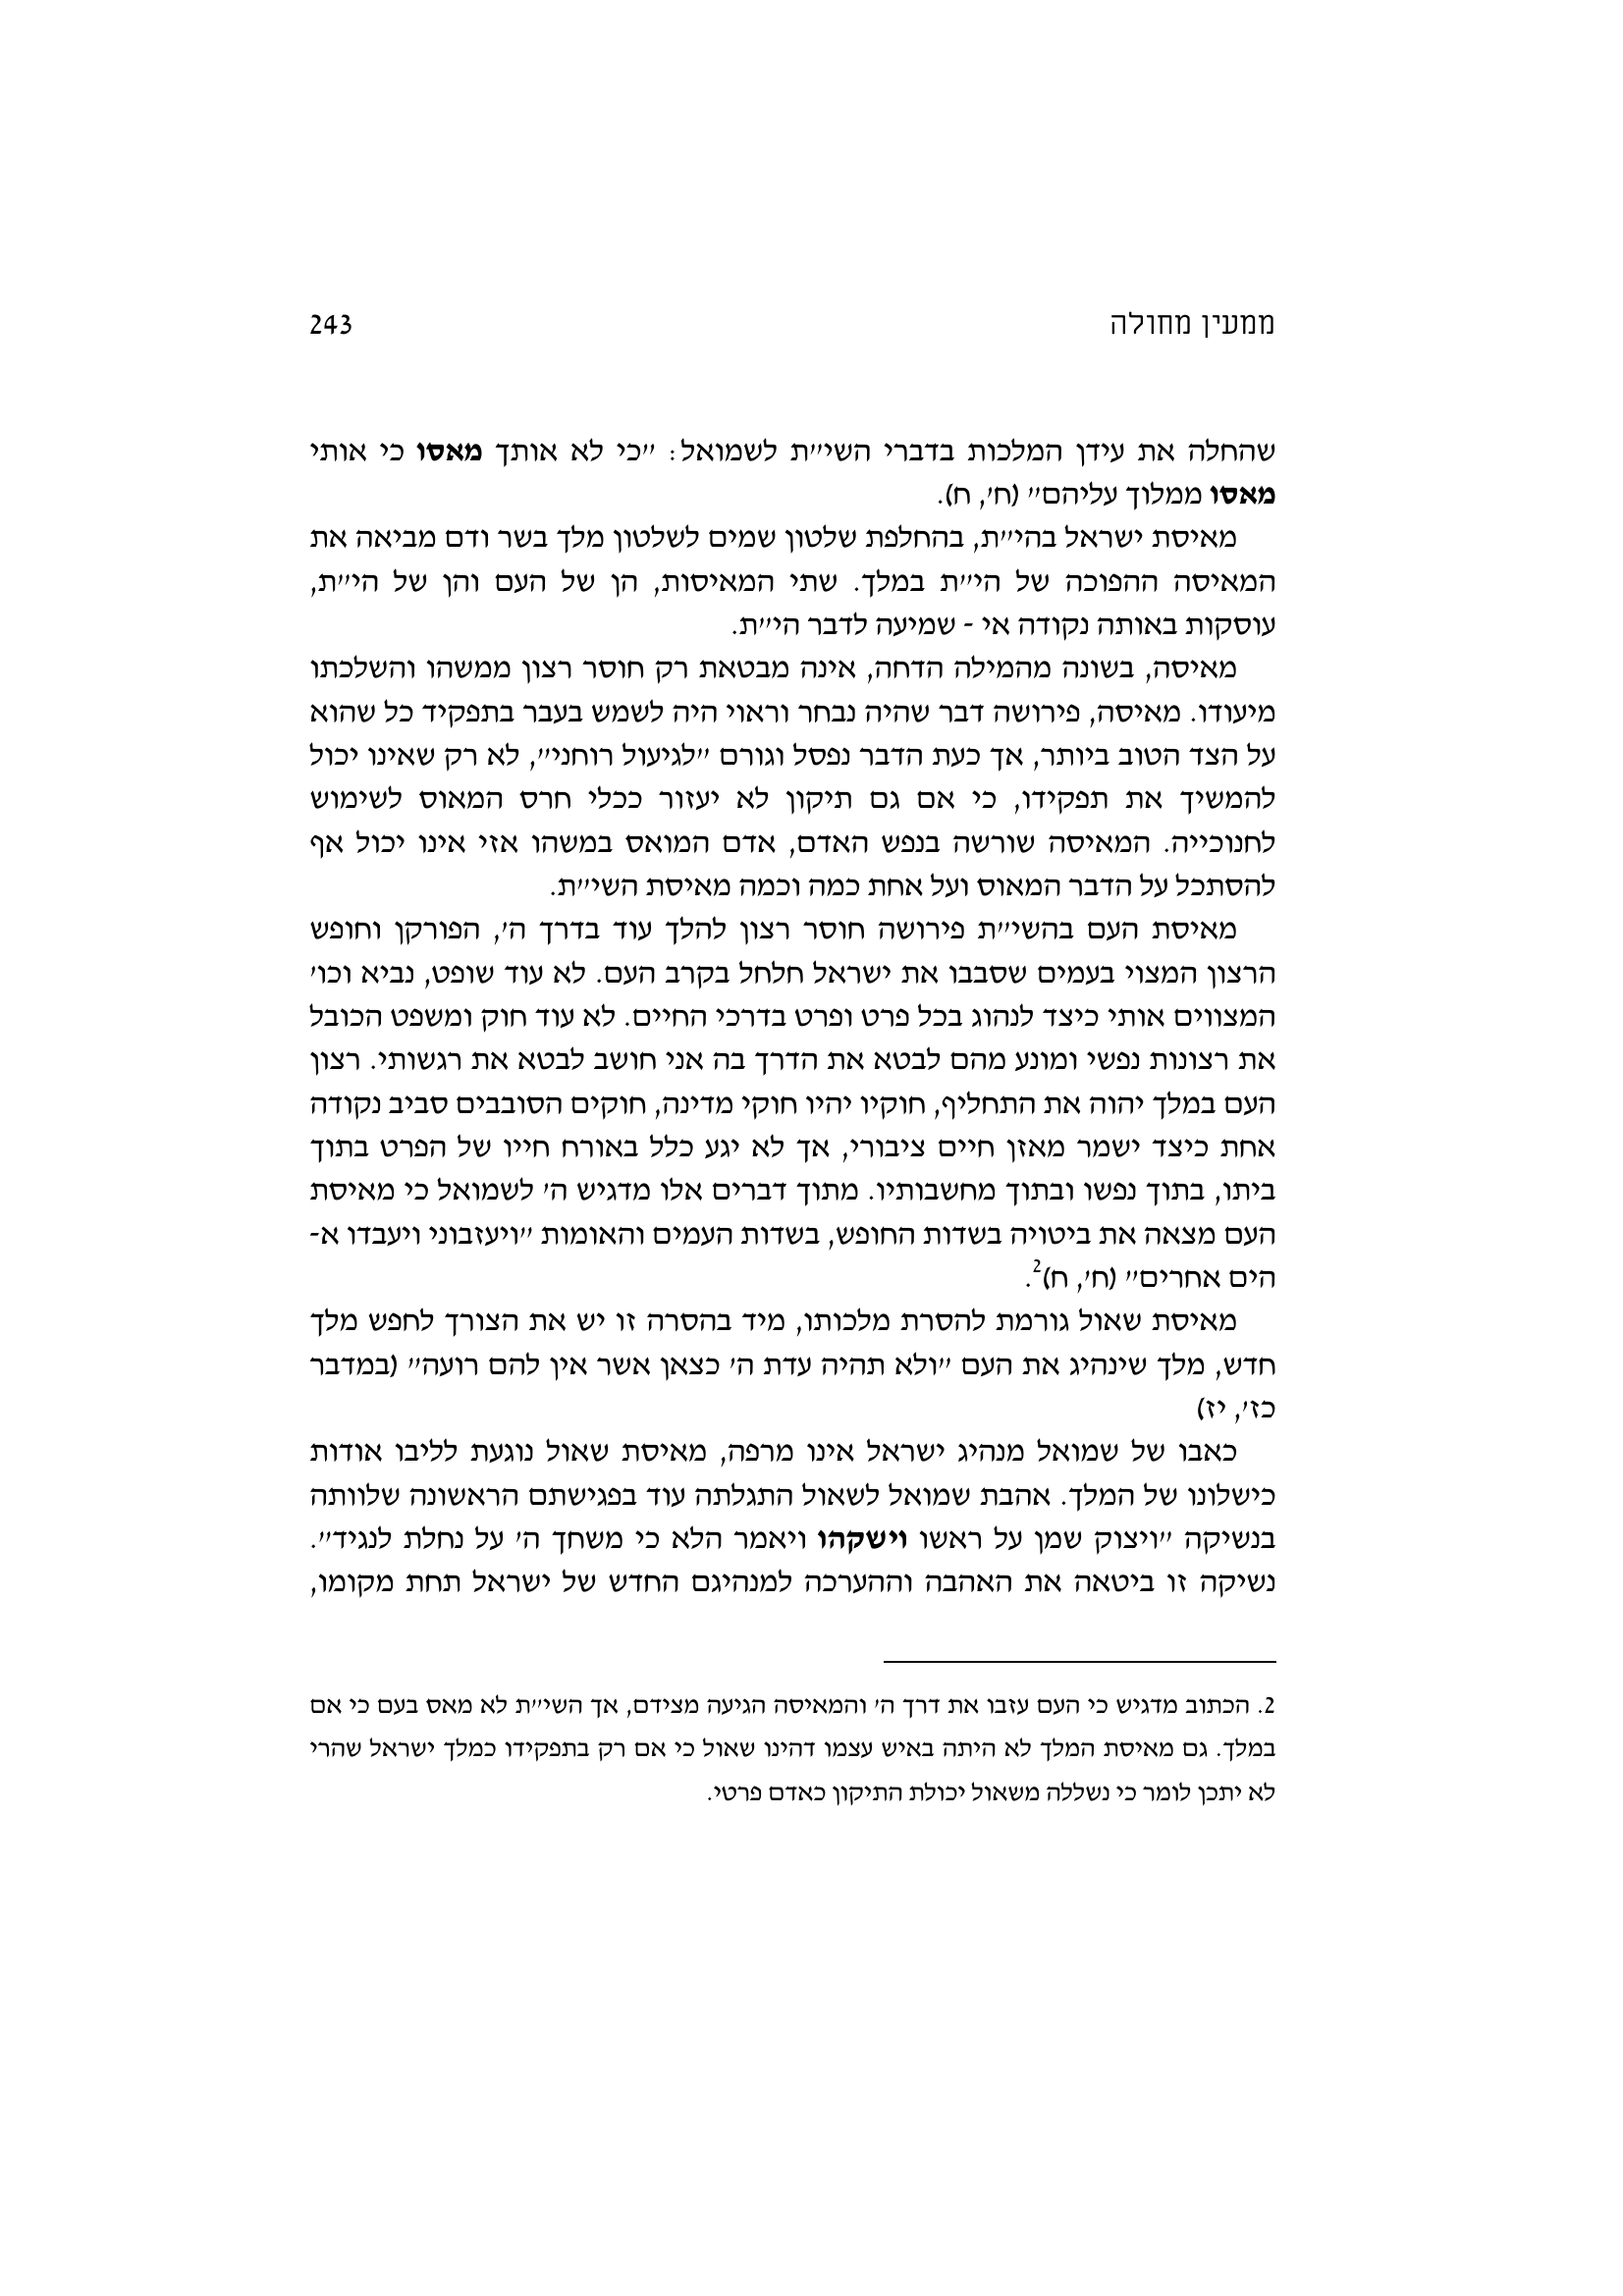 ממעין מחולה 243
שהחלה את עידן המלכות בדברי השי״ת לשמואל: ״כי לא אותך מאסו כי אותי
מאסו ממלוך עליהם״ (ח׳, ח).
מאיסת ישראל בהי״ת, בהחלפת שלטון שמים לשלטון מלך בשר ודם מביאה את
המאיסה ההפוכה של הי״ת במלך. שתי המאיסות, הן של העם והן של הי״ת,
עוסקות באותה נקודה אי - שמיעה לדבר הי״ת.
מאיסה, בשונה מהמילה הדחה, אינה מבטאת רק חוסר רצון ממשהו והשלכתו
מיעודו. מאיסה, פירושה דבר שהיה נבחר וראוי היה לשמש בעבר בתפקיד כל שהוא
על הצד הטוב ביותר, אך כעת הדבר נפסל וגורם ״לגיעול רוחני״, לא רק שאינו יכול
להמשיך את תפקידו, כי אם גם תיקון לא יעזור ככלי חרס המאוס לשימוש
לחנוכייה. המאיסה שורשה בנפש האדם, אדם המואס במשהו אזי אינו יכול אף
להסתכל על הדבר המאוס ועל אחת כמה וכמה מאיסת השי״ת.
מאיסת העם בהשי״ת פירושה חוסר רצון להלך עוד בדרך ה׳, הפורקן וחופש
הרצון המצוי בעמים שסבבו את ישראל חלחל בקרב העם. לא עוד שופט, נביא וכו׳
המצווים אותי כיצד לנהוג בכל פרט ופרט בדרכי החיים. לא עוד חוק ומשפט הכובל
את רצונות נפשי ומונע מהם לבטא את הדרך בה אני חושב לבטא את רגשותי. רצון
העם במלך יהוה את התחליף, חוקיו יהיו חוקי מדינה, חוקים הסובבים סביב נקודה
אחת כיצד ישמר מאזן חיים ציבורי, אך לא יגע כלל באורח חייו של הפרט בתוך
ביתו, בתוך נפשו ובתוך מחשבותיו. מתוך דברים אלו מדגיש ה׳ לשמואל כי מאיסת
העם מצאה את ביטויה בשדות החופש, בשדות העמים והאומות ״ויעזבוני ויעבדו א-
הים אחרים״ (ח׳, ח)2.
מאיסת שאול גורמת להסרת מלכותו, מיד בהסרה זו יש את הצורך לחפש מלך
חדש, מלך שינהיג את העם ״ולא תהיה עדת ה׳ כצאן אשר אין להם רועה״ (במדבר
כז׳, יז)
כאבו של שמואל מנהיג ישראל אינו מרפה, מאיסת שאול נוגעת לליבו אודות
כישלונו של המלך. אהבת שמואל לשאול התגלתה עוד בפגישתם הראשונה שלוותה
בנשיקה ״ויצוק שמן על ראשו וישקהו ויאמר הלא כי משחך ה׳ על נחלת לנגיד״.
נשיקה זו ביטאה את האהבה וההערכה למנהיגם החדש של ישראל תחת מקומו,
2. הכתוב מדגיש כי העם עזבו את דרך ה׳ והמאיסה הגיעה מצידם, אך השי״ת לא מאס בעם כי אם
במלך. גם מאיסת המלך לא היתה באיש עצמו דהינו שאול כי אם רק בתפקידו כמלך ישראל שהרי
לא יתכן לומר כי נשללה משאול יכולת התיקון כאדם פרטי.